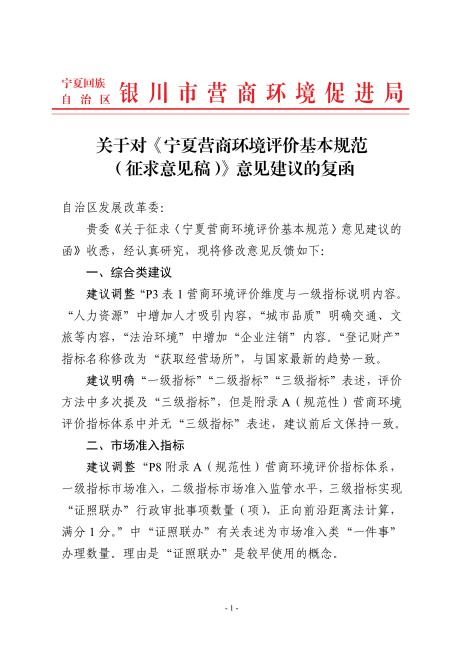 宁夏回族
自治区 银川市营商环境促进局
关于对《宁夏营商环境评价基本规范
（征求意见稿）》意见建议的复函
自治区发展改革委：
贵委《关于征求〈宁夏营商环境评价基本规范〉意见建议的
函》收悉，经认真研究，现将修改意见反馈如下：
一、综合类建议
建议调整“P3 表 1 营商环境评价维度与一级指标说明内容。
“人力资源”中增加人才吸引内容，“城市品质”明确交通、文
旅等内容，“法治环境”中增加“企业注销”内容。“登记财产”
指标名称修改为“获取经营场所”，与国家最新的趋势一致。
建议明确“一级指标”“二级指标”“三级指标”表述，评价
方法中多次提及“三级指标”，但是附录 A（规范性）营商环境
评价指标体系中并无“三级指标”表述，建议前后文保持一致。
二、市场准入指标
建议调整“P8 附录 A（规范性）营商环境评价指标体系，
一级指标市场准入，二级指标市场准入监管水平，三级指标实现
“证照联办”行政审批事项数量（项），正向前沿距离法计算，
满分 1 分。”中“证照联办”有关表述为市场准入类“一件事”
办理数量。理由是“证照联办”是较早使用的概念。
- 1 -